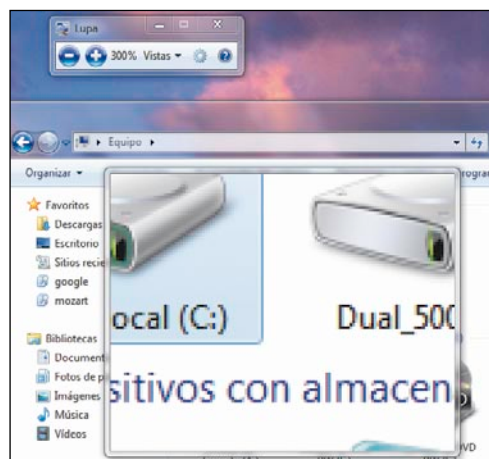 Lupa
300% Vistas
Equipo
Organizar
Favoritos
Descargas
Escritorio
Sitios recie
google
mozart
Bibliotecas
Document
Fotos de p
Imágenes
Música
Vídeos
ocal (C:)
Dual_500
sitivos con almacen
VD